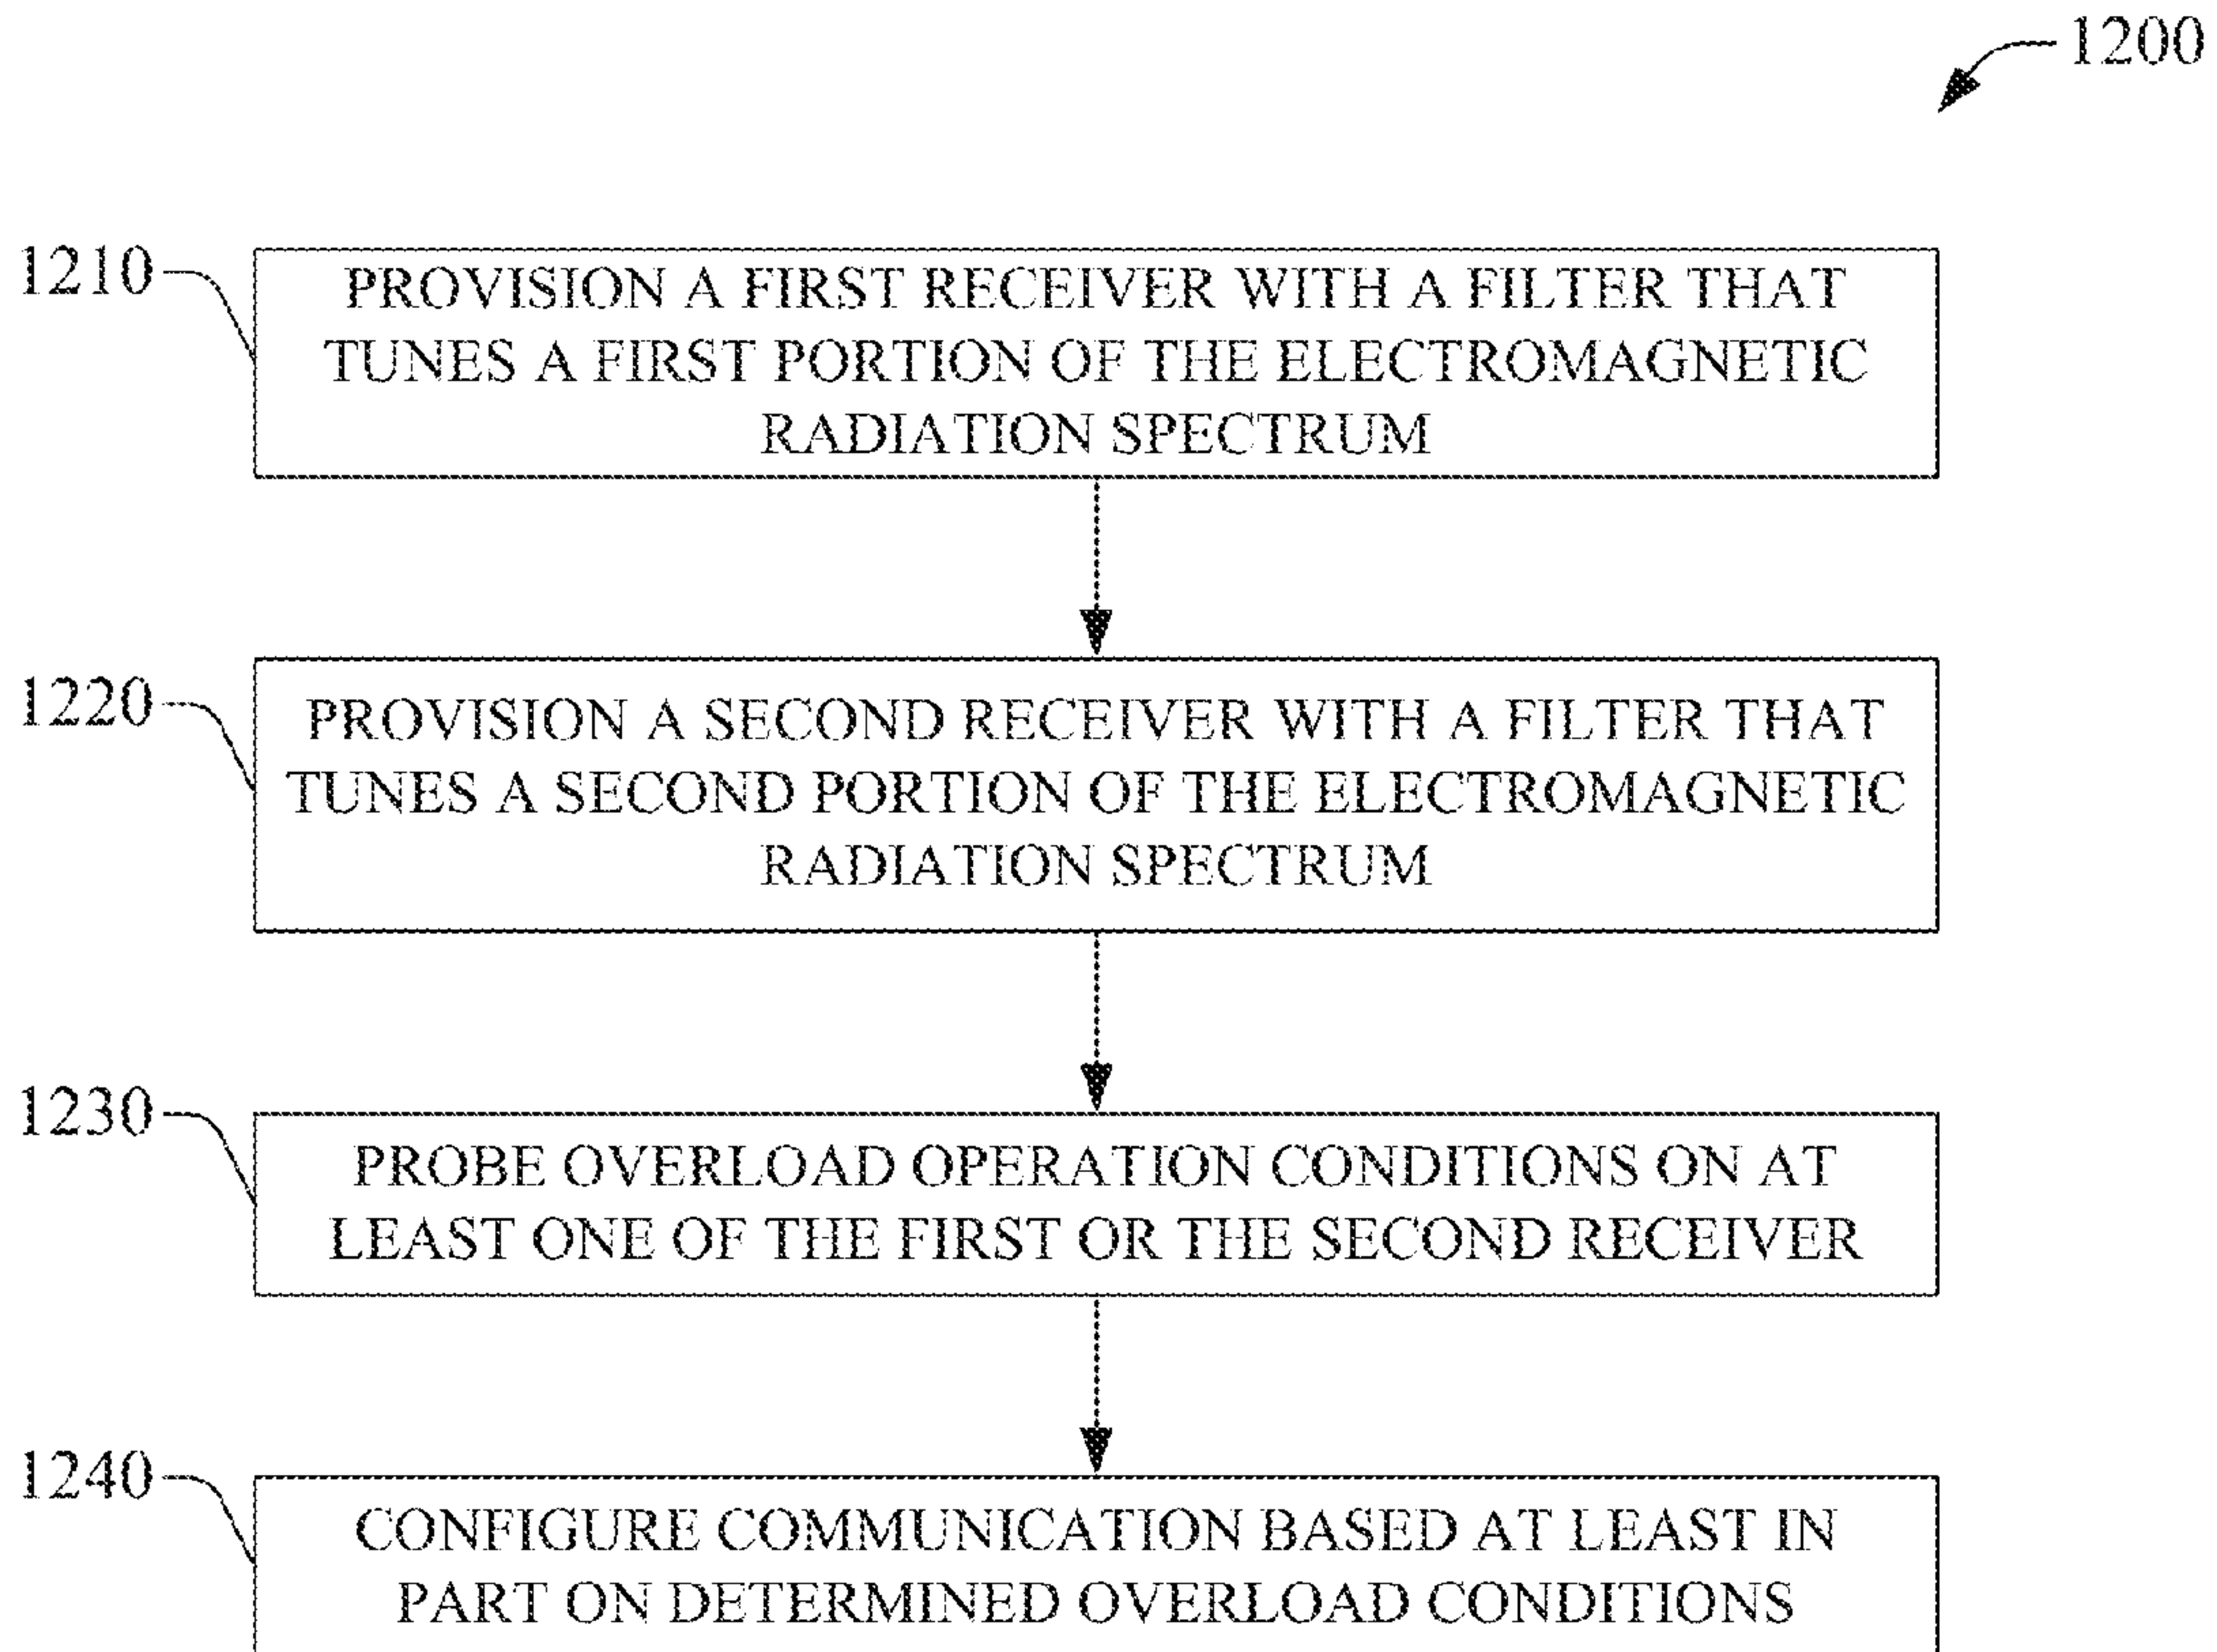 1200
1210
PROVISION A FIRST RECEIVER WITH A FILTER THAT
TUNES A FIRST PORTION OF THE ELECTROMAGNETIC
RADIATION SPECTRUM
1220
PROVISION A SECOND RECEIVER WITH A FILTER THAT
TUNES A SECOND PORTION OF THE ELECTROMAGNETIC
RADIATION SPECTRUM
1230
PROBE OVERLOAD OPERATION CONDITIONS ON AT
LEAST ONE OF THE FIRST OR THE SECOND RECEIVER
1240
CONFIGURE COMMUNICATION BASED AT LEAST IN
PART ON DETERMINED OVERLOAD CONDITIONS